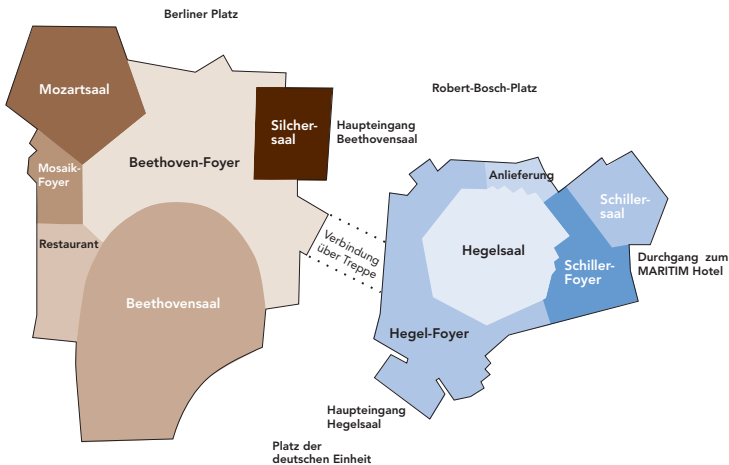 Berliner Platz
Mozartsaal
Robert-Bosch-Platz
Silcher-
saal
Haupteingang
Beethovensaal
Beethoven-Foyer
Mosaik-
Foyer
Anlieferung
Schiller-
saal
Restaurant
Verbindung
über Treppe
Hegelsaal
Schiller-
Foyer
Durchgang zum
MARITIM Hotel
Beethovensaal
Hegel-Foyer
Haupteingang
Hegelsaal
Platz der
deutschen Einheit